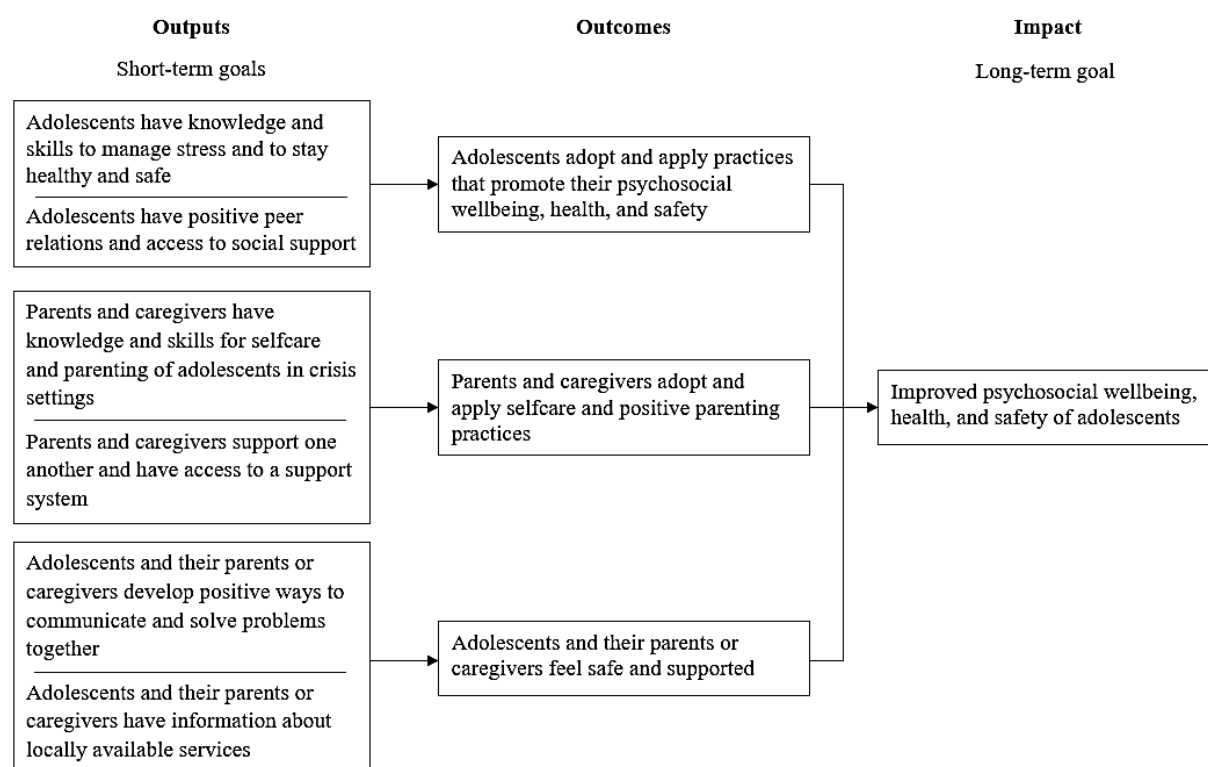 Outputs
Short-term goals
Outcomes
Impact
Long-term goal
Adolescents have knowledge and
skills to manage stress and to stay
healthy and safe
Adolescents have positive peer
relations and access to social support
Adolescents adopt and apply practices
that promote their psychosocial
wellbeing, health, and safety
Parents and caregivers have
knowledge and skills for selfcare
and parenting of adolescents in crisis
settings
Parents and caregivers support one
another and have access to a support
system
Parents and caregivers adopt and
apply selfcare and positive parenting
practices
Improved psychosocial wellbeing,
health, and safety of adolescents
Adolescents and their parents or
caregivers develop positive ways to
communicate and solve problems
together
Adolescents and their parents or
caregivers have information about
locally available services
Adolescents and their parents or
caregivers feel safe and supported